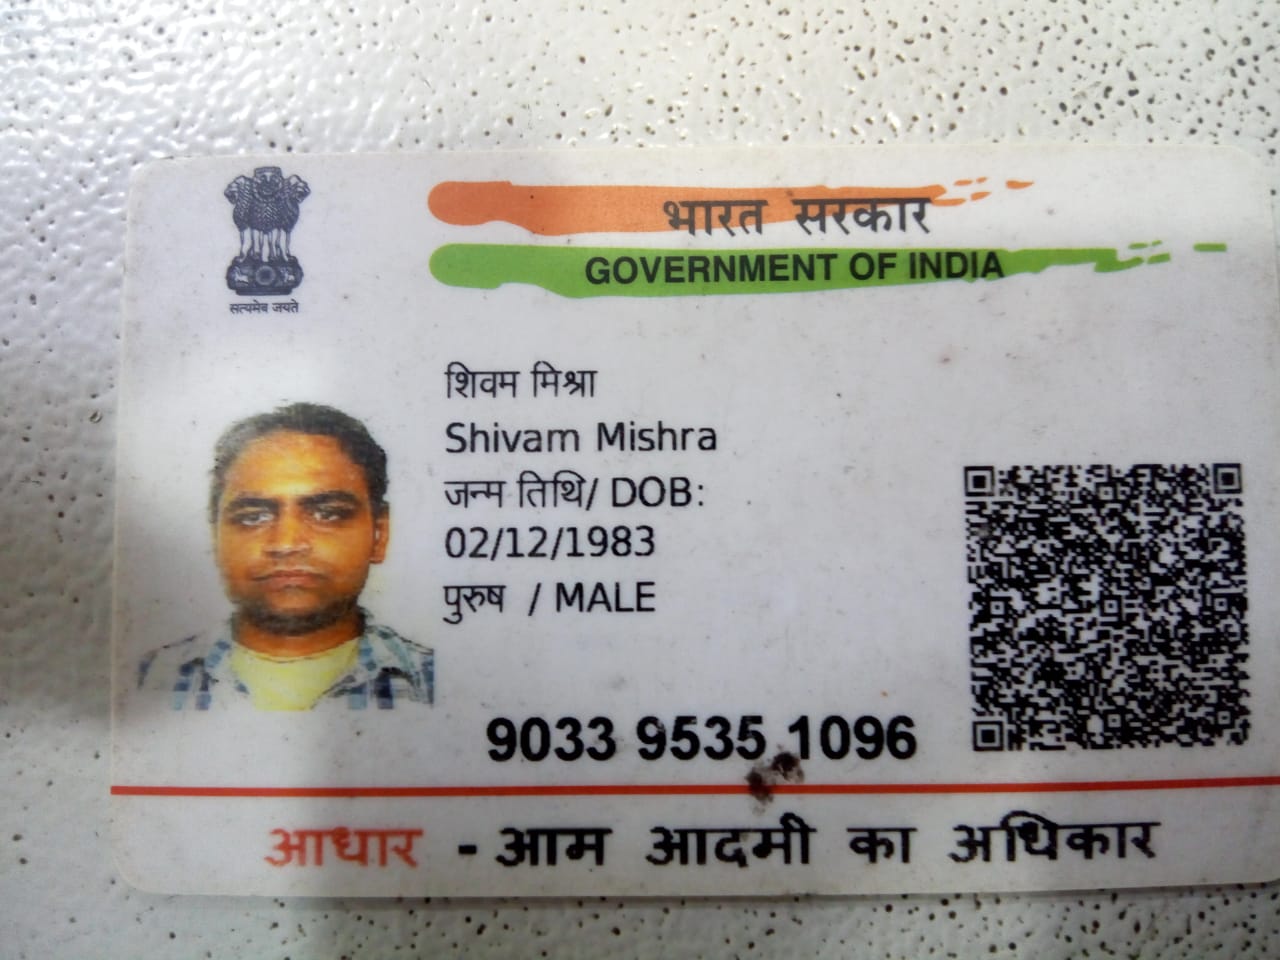 सत्यमेव जयते
भारत सरकार
GOVERNMENT OF INDIA
शिवम मिश्रा
Shivam Mishra
जन्म तिथि/ DOB:
02/12/1983
पुरुष / MALE
9033 9535 1096
आधार - आम आदमी का अधिकार